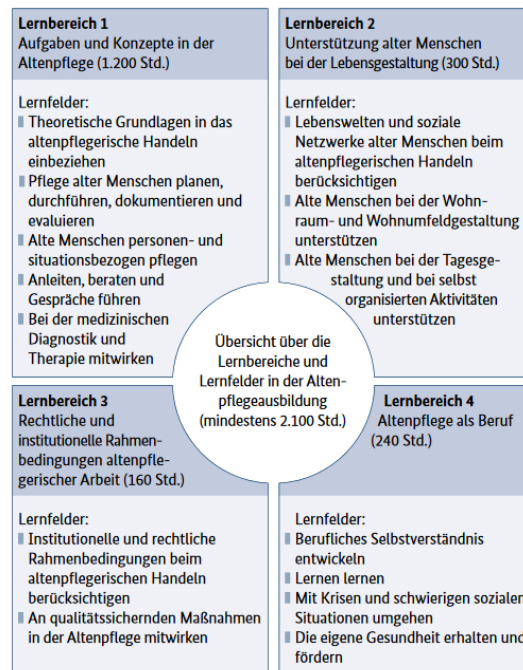 Lernbereich 1
Aufgaben und Konzepte in der
Altenpflege (1.200 Std.)
Lernfelder:
Theoretische Grundlagen in das
altenpflegerische Handeln
einbeziehen
Pflege alter Menschen planen,
durchführen, dokumentieren und
evaluieren
Alte Menschen personen- und
situationsbezogen pflegen
Anleiten, beraten und
Gespräche führen
Bei der medizinischen
Diagnostik und
Therapie mitwirken
Lernbereich 2
Unterstützung alter Menschen
bei der Lebensgestaltung (300 Std.)
Lernfelder:
Lebenswelten und soziale
Netzwerke alter Menschen beim
altenpflegerischen Handeln
berücksichtigen
Alte Menschen bei der Wohn-
raum- und Wohnumfeldgestaltung
unterstützen
Alte Menschen bei der Tagesge-
staltung und bei selbst
organisierten Aktivitäten
unterstützen
Übersicht über die
Lernbereiche und
Lernfelder in der Alten-
pflegeausbildung
(mindestens 2.100 Std.)
Lernbereich 3
Rechtliche und
institutionelle Rahmen-
bedingungen altenpfle-
gerischer Arbeit (160 Std.)
Lernfelder:
Institutionelle und rechtliche
Rahmenbedingungen beim
altenpflegerischen Handeln
berücksichtigen
An qualitätssichernden Maßnahmen
in der Altenpflege mitwirken
Lernbereich 4
Altenpflege als Beruf
(240 Std.)
Lernfelder:
Berufliches Selbstverständnis
entwickeln
Lernen lernen
Mit Krisen und schwierigen sozialen
Situationen umgehen
Die eigene Gesundheit erhalten und
fördern